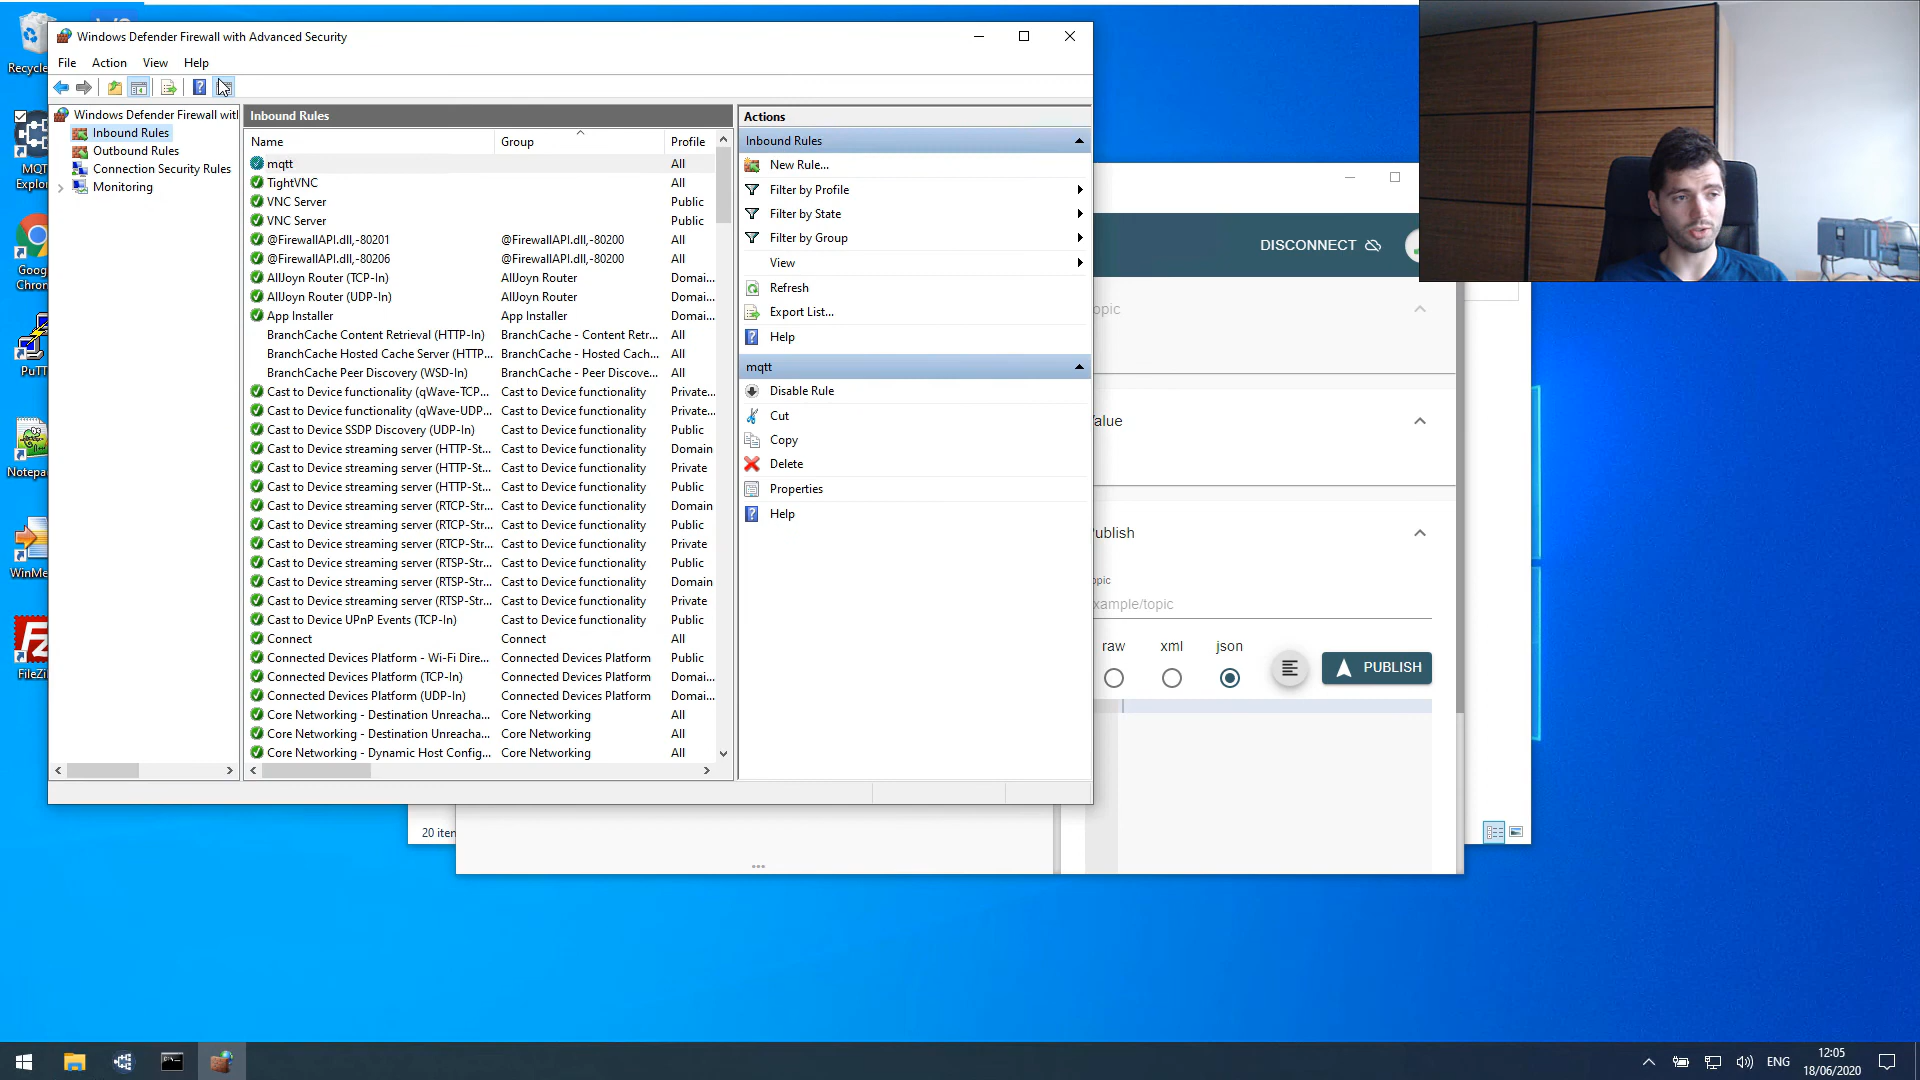 Windows Defender Firewall with Advanced Security
File Action View Help
Windows Defender Firewall witl
Inbound Rules
Outbound Rules
Connection Security Rules
Monitoring
Inbound Rules
Name Group Profile
mqtt All
TightVNC All
VNC Server Public
VNC Server Public
@FirewallAPI.dll,-80201 @FirewallAPI.dll,-80200 All
@FirewallAPI.dll,-80206 @FirewallAPI.dll,-80200 All
AllJoyn Router (TCP-In) AllJoyn Router Domai...
AllJoyn Router (UDP-In) AllJoyn Router Domai...
App Installer App Installer Domai...
BranchCache Content Retrieval (HTTP-In) BranchCache - Content Retr... All
BranchCache Hosted Cache Server (HTTP... BranchCache - Hosted Cach... All
BranchCache Peer Discovery (WSD-In) BranchCache - Peer Discove... All
Cast to Device functionality (qWave-TCP... Cast to Device functionality Private...
Cast to Device functionality (qWave-UDP... Cast to Device functionality Private...
Cast to Device SSDP Discovery (UDP-In) Cast to Device functionality Public
Cast to Device streaming server (HTTP-St... Cast to Device functionality Domain
Cast to Device streaming server (HTTP-St... Cast to Device functionality Private
Cast to Device streaming server (HTTP-St... Cast to Device functionality Public
Cast to Device streaming server (RTCP-Str... Cast to Device functionality Domain
Cast to Device streaming server (RTCP-Str... Cast to Device functionality Public
Cast to Device streaming server (RTCP-Str... Cast to Device functionality Private
Cast to Device streaming server (RTSP-Str... Cast to Device functionality Public
Cast to Device streaming server (RTSP-Str... Cast to Device functionality Domain
Cast to Device streaming server (RTSP-Str... Cast to Device functionality Private
Cast to Device UPnP Events (TCP-In) Cast to Device functionality Public
Connect Connect All
Connected Devices Platform - Wi-Fi Dire... Connected Devices Platform Public
Connected Devices Platform (TCP-In) Connected Devices Platform Domai...
Connected Devices Platform (UDP-In) Connected Devices Platform Domai...
Core Networking - Destination Unreacha... Core Networking All
Core Networking - Destination Unreacha... Core Networking All
Core Networking - Dynamic Host Config... Core Networking All
Actions
Inbound Rules
New Rule...
Filter by Profile
Filter by State
Filter by Group
View
Refresh
Export List...
Help
mqtt
Disable Rule
Cut
Copy
Delete
Properties
Help
DISCONNECT
opic
alue
ublish
opic
xample/topic
raw xml json
PUBLISH
20 iten
Recycle
MQT
Explor
Goog
Chron
PuTT
Notepa
WinMe
FileZil
ENG
12:05
18/06/2020